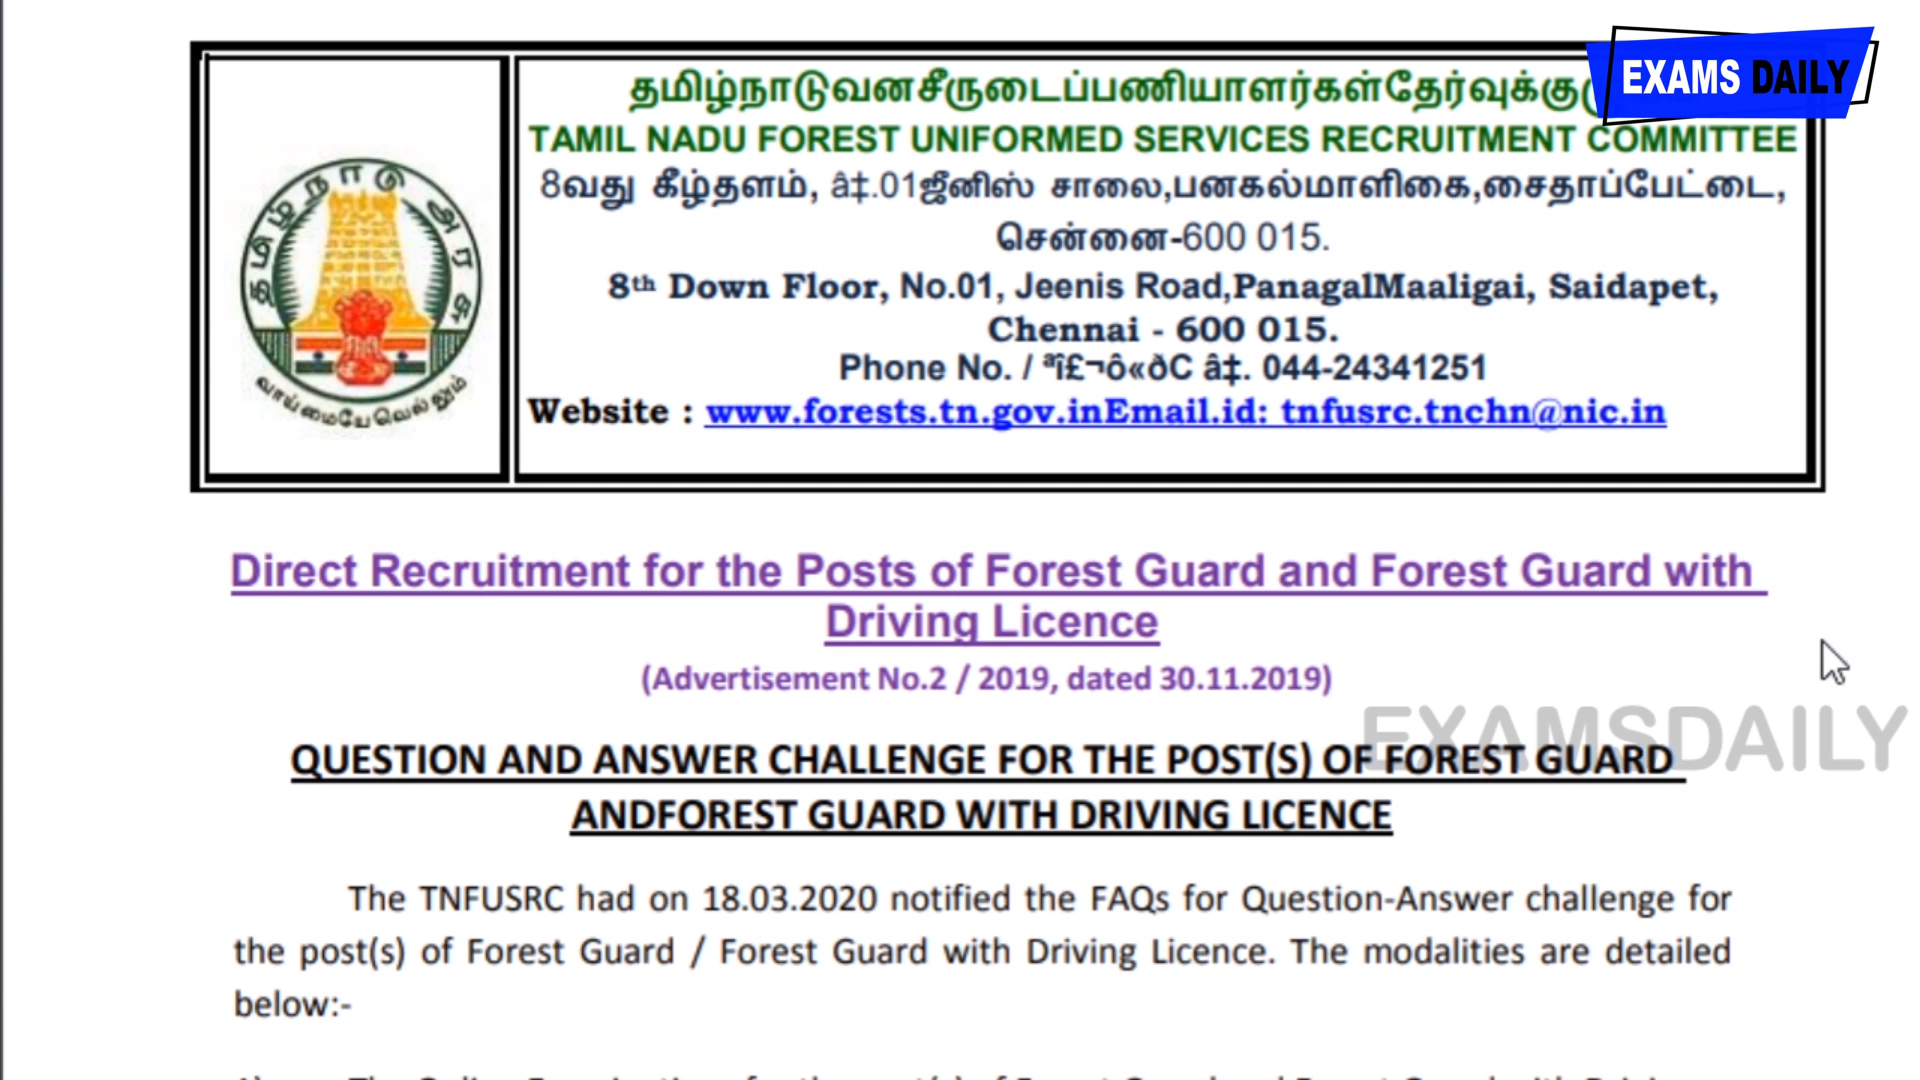 EXAMS DAILY
தமிழ்நாடு அரசு
வாய்மையே வெல்லும்
TAMIL NADU FOREST UNIFORMED SERVICES RECRUITMENT COMMITTEE
8வது கீழ்தளம், â‡.01ஜீனிஸ் சாலை,பனகல்மாளிகை,சைதாப்பேட்டை,
சென்னை-600 015.
8th Down Floor, No.01, Jeenis Road,PanagalMaaligai, Saidapet,
Chennai - 600 015.
Phone No. / ªî£¬ô«ðC â‡. 044-24341251
Website : www.forests.tn.gov.inEmail.id: tnfusrc.tnchn@nic.in
Direct Recruitment for the Posts of Forest Guard and Forest Guard with
Driving Licence
(Advertisement No.2 / 2019, dated 30.11.2019)
EXAMSDAILY
QUESTION AND ANSWER CHALLENGE FOR THE POST(S) OF FOREST GUARD
ANDFOREST GUARD WITH DRIVING LICENCE
The TNFUSRC had on 18.03.2020 notified the FAQs for Question-Answer challenge for
the post(s) of Forest Guard / Forest Guard with Driving Licence. The modalities are detailed
below:-